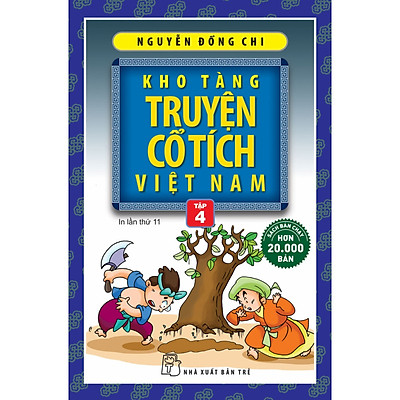 NGUYỄN ĐỔNG CHI
KHO TÀNG
TRUYỆN
CỔ TÍCH
VIỆT NAM
TẬP
4
In lần thứ 11
SÁCH BÁN CHẠY
HƠN
20.000
BẢN
NHÀ XUẤT BẢN TRẺ